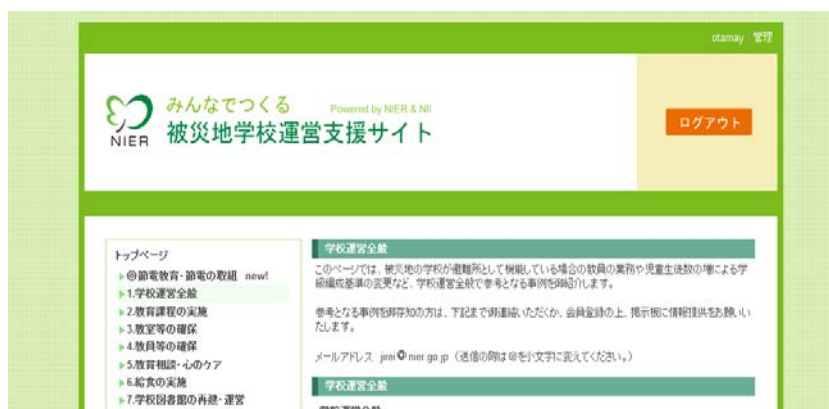 otamay 管理
みんなでつくる Powered by NIER & NII
NIER 被災地学校運営支援サイト
ログアウト
トップページ
◎節電教育・節電の取組 new!
1.学校運営全般
2.教育課程の実施
3.教室等の確保
4.教員等の確保
5.教育相談・心のケア
6.給食の実施
7.学校図書館の再建・運営
学校運営全般
このページでは、被災地の学校が避難所として機能している場合の教員の業務や児童生徒数の増による学
級編成基準の変更など、学校運営全般で参考となる事例を御紹介します。
参考となる事例を御存知の方は、下記まで御連絡いただくか、会員登録の上、掲示板に情報提供をお願いい
たします。
メールアドレス jirei◎nier.go.jp（送信の際は◎を小文字に変えてください。）
学校運営全般
学校運営全般